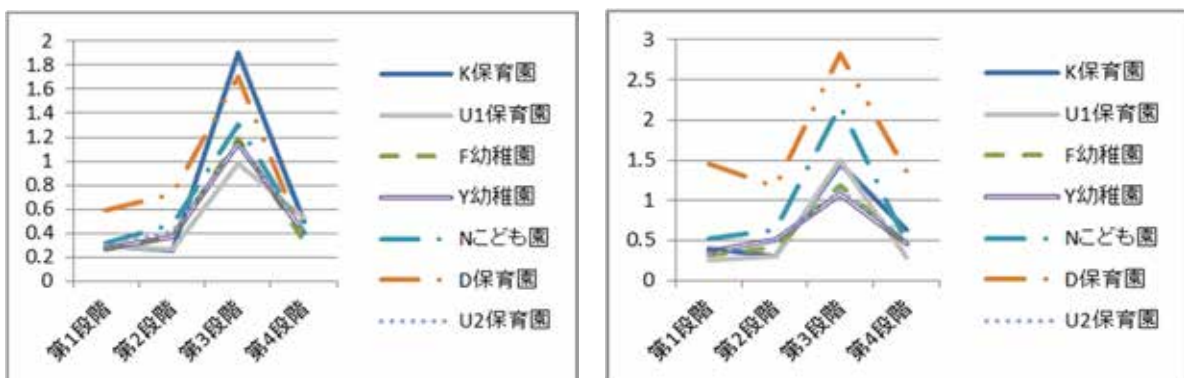 2
1.8
1.6
1.4
1.2
1
0.8
0.6
0.4
0.2
0
第1段階
第2段階
第3段階
第4段階
K保育園
U1保育園
F幼稚園
Y幼稚園
Nこども園
D保育園
U2保育園
3
2.5
2
1.5
1
0.5
0
第1段階
第2段階
第3段階
第4段階
K保育園
U1保育園
F幼稚園
Y幼稚園
Nこども園
D保育園
U2保育園